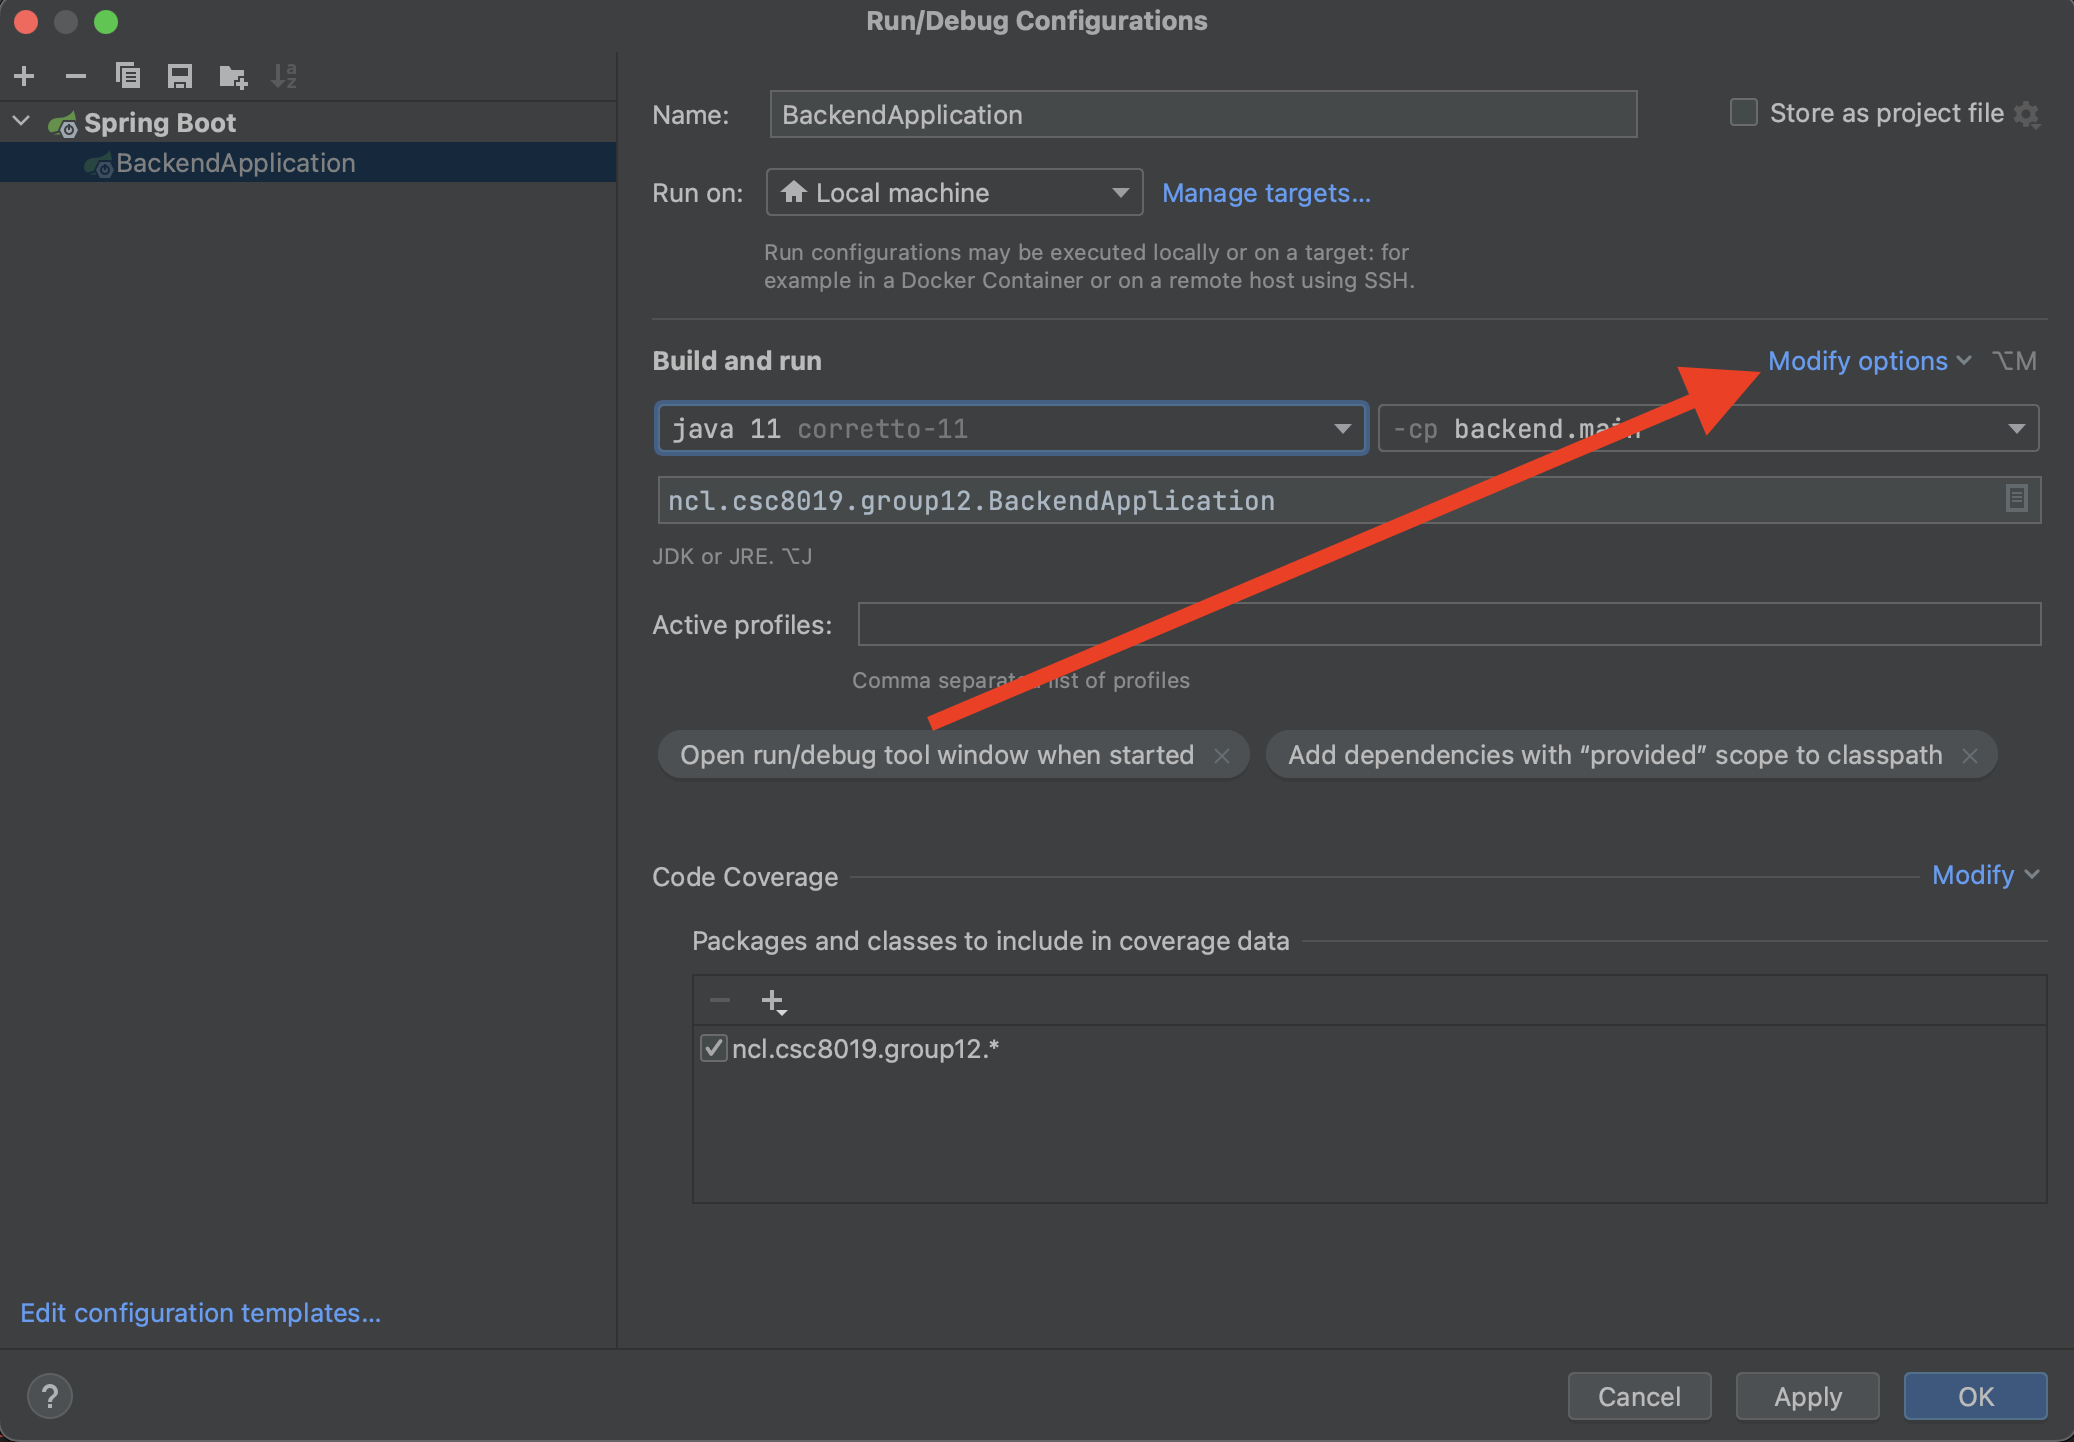 Run/Debug Configurations
Spring Boot
BackendApplication
Name: BackendApplication
Store as project file
Run on: Local machine Manage targets...
Run configurations may be executed locally or on a target: for
example in a Docker Container or on a remote host using SSH.
Build and run
Modify options ⌥M
java 11 corretto-11
-cp backend.main
ncl.csc8019.group12.BackendApplication
JDK or JRE. ⌥J
Active profiles:
Comma separated list of profiles
Open run/debug tool window when started
Add dependencies with “provided” scope to classpath
Code Coverage
Modify
Packages and classes to include in coverage data
ncl.csc8019.group12.*
Edit configuration templates...
?
Cancel
Apply
OK